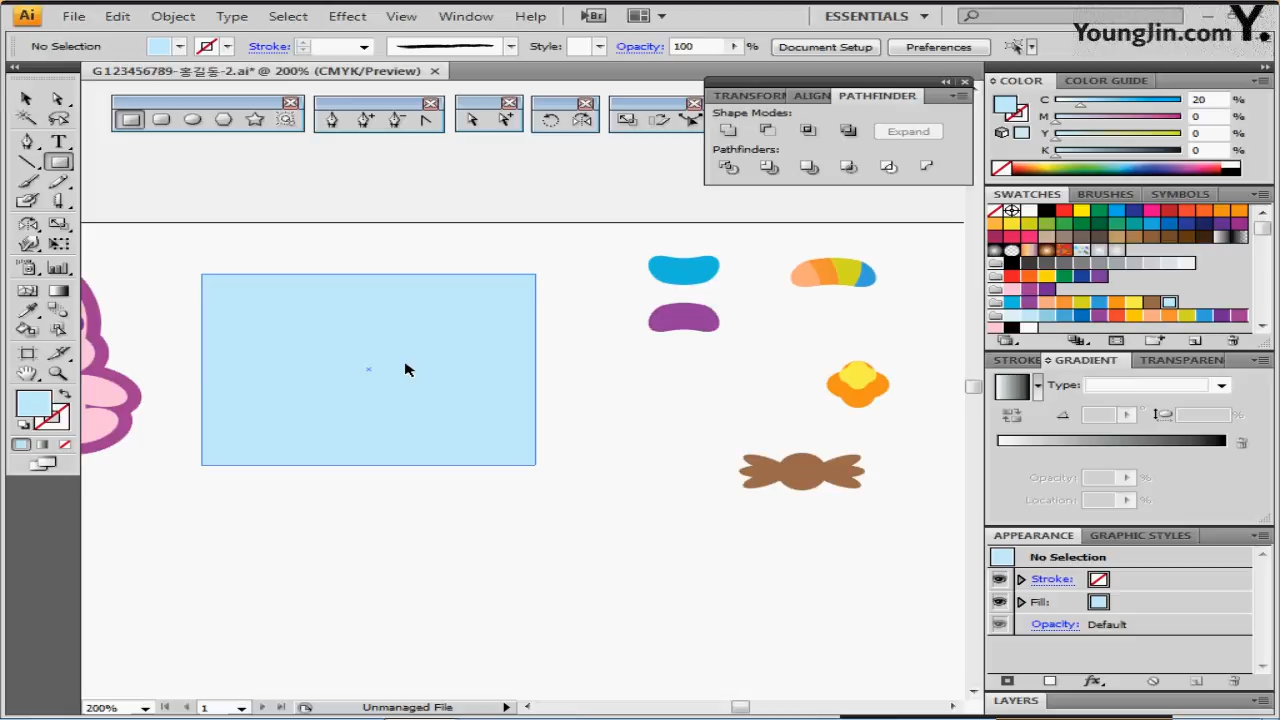 Ai File Edit Object Type Select Effect View Window Help Br ESSENTIALS
Y.
YoungJin.com
No Selection Stroke: Style: Opacity: 100 % Document Setup Preferences
G123456789-홍길동-2.ai* @ 200% (CMYK/Preview)
TRANSFORM ALIGN PATHFINDER
Shape Modes:
Expand
Pathfinders:
COLOR COLOR GUIDE
C 20 %
M 0 %
Y 0 %
K 0 %
SWATCHES BRUSHES SYMBOLS
STROKE GRADIENT TRANSPAREN
Type:
%
Opacity: %
Location: %
APPEARANCE GRAPHIC STYLES
No Selection
Stroke:
Fill:
Opacity: Default
fx
LAYERS
200% 1 Unmanaged File